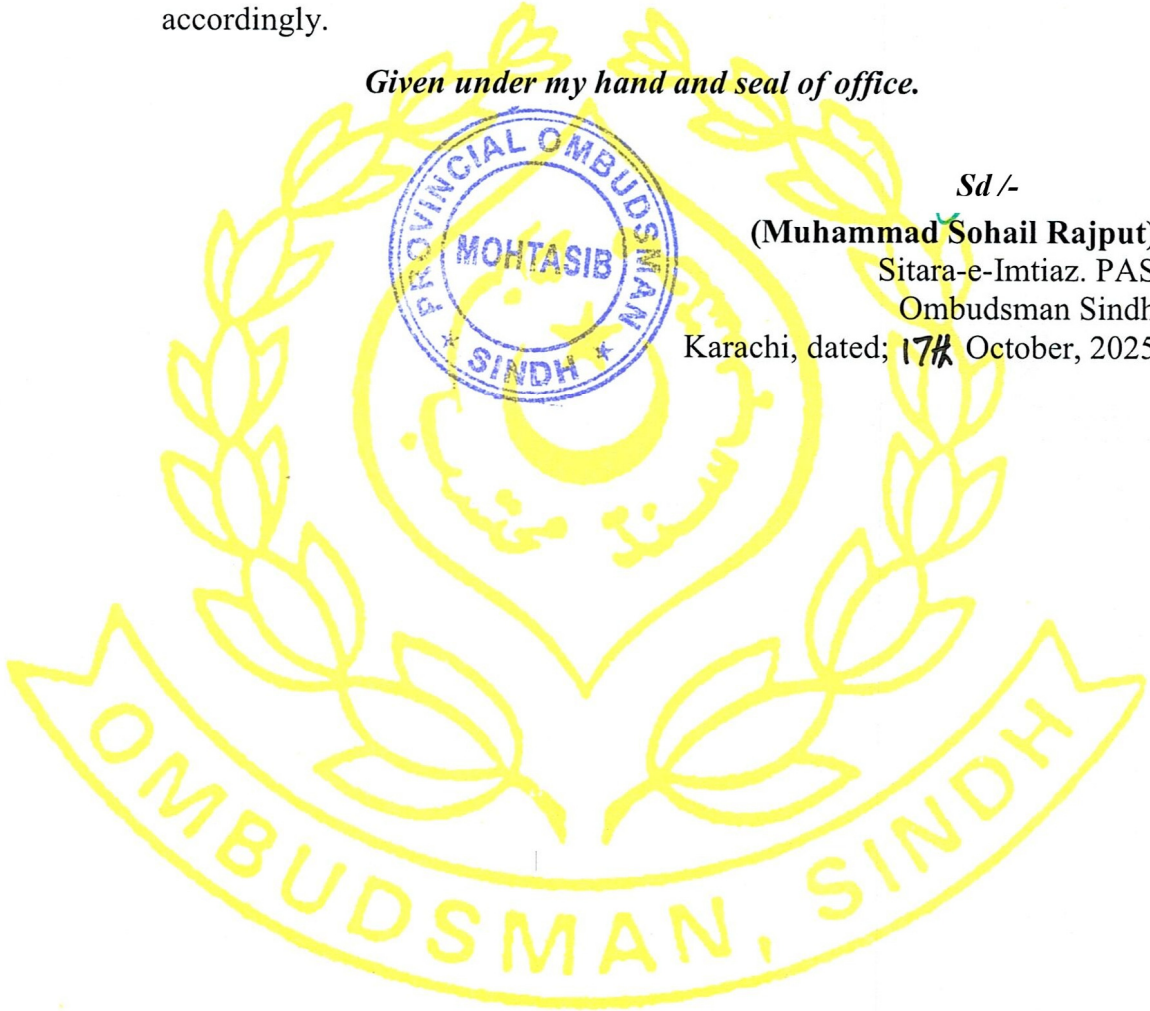 accordingly.
Given under my hand and seal of office.
PROVINCIAL OMBUDSMAN
MOHTASIB
★ SINDH ★
Sd /-
(Muhammad Sohail Rajput)
Sitara-e-Imtiaz. PAS
Ombudsman Sindh
Karachi, dated; 17th October, 2025
OMBUDSMAN, SINDH